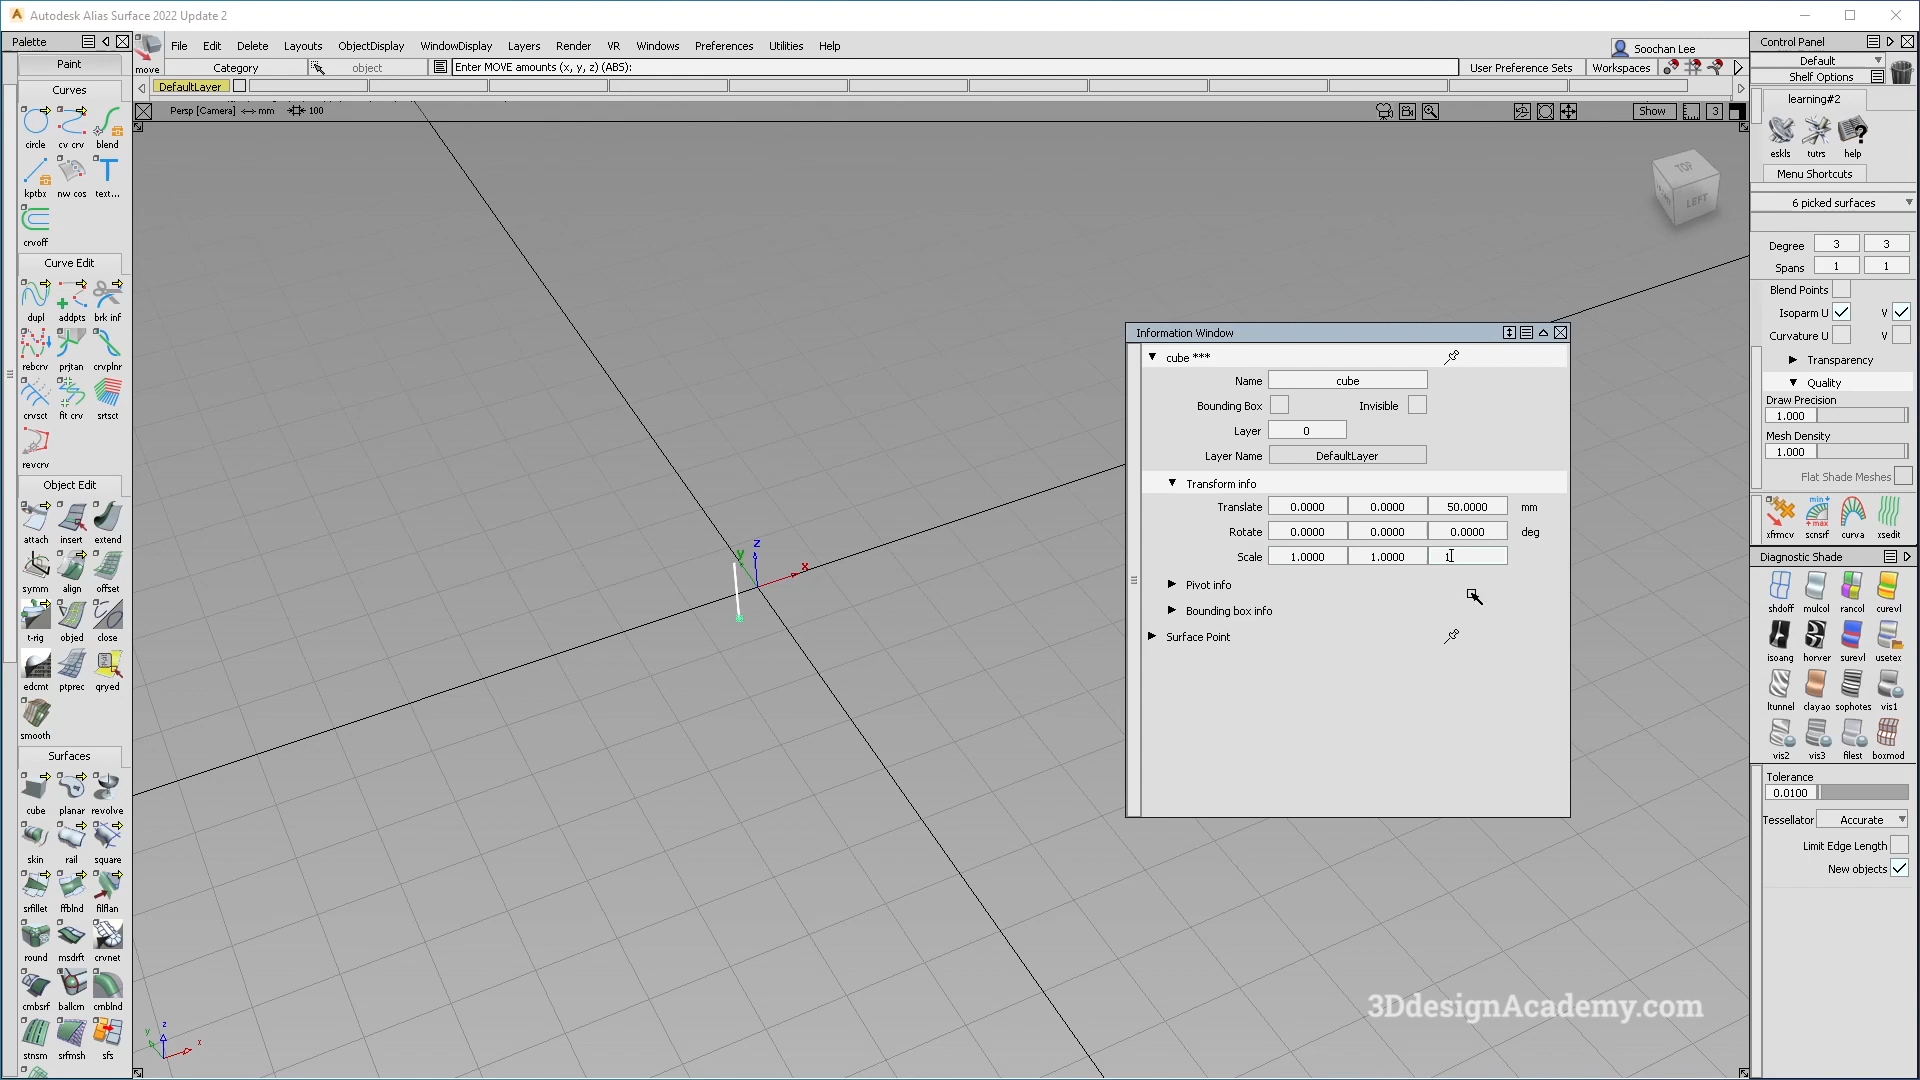 Autodesk Alias Surface 2022 Update 2
Palette
Control Panel
move
File Edit Delete Layouts ObjectDisplay WindowDisplay Layers Render VR Windows Preferences Utilities Help
Soochan Lee
Category
object
Enter MOVE amounts (x, y, z) (ABS):
User Preference Sets
Workspaces
DefaultLayer
Persp [Camera] mm 100
Show
3
Paint
Curves
circle cv crv blend
kptbx nw cos text...
crvoff
Curve Edit
dupl addpts brk inf
rebcrv prjtan crvplnr
crvsct fit crv srtsct
revcrv
Object Edit
attach insert extend
symm align offset
t-rig objed close
edcmt ptprec qryed
smooth
Surfaces
cube planar revolve
skin rail square
srfillet ffblnd filflan
round msdrft crvnet
cmbsrf ballcrn crnblnd
stnsrn srfmsh sfs
TOP
LEFT
z
y
x
z
y
x
Information Window
cube ***
Name cube
Bounding Box Invisible
Layer 0
Layer Name DefaultLayer
Transform info
Translate 0.0000 0.0000 50.0000 mm
Rotate 0.0000 0.0000 0.0000 deg
Scale 1.0000 1.0000 1
Pivot info
Bounding box info
Surface Point
Default
Shelf Options
learning#2
eskls tutrs help
Menu Shortcuts
6 picked surfaces
Degree 3 3
Spans 1 1
Blend Points
Isoparm U V
Curvature U V
Transparency
Quality
Draw Precision
1.000
Mesh Density
1.000
Flat Shade Meshes
min max
xfrmcv scnsrf curva xsedit
Diagnostic Shade
shdoff mulcol rancol curevl
isoang horver surevl usetex
ltunnel clayao sophotes vis1
vis2 vis3 filest boxmod
Tolerance
0.0100
Tessellator Accurate
Limit Edge Length
New objects
3DdesignAcademy.com